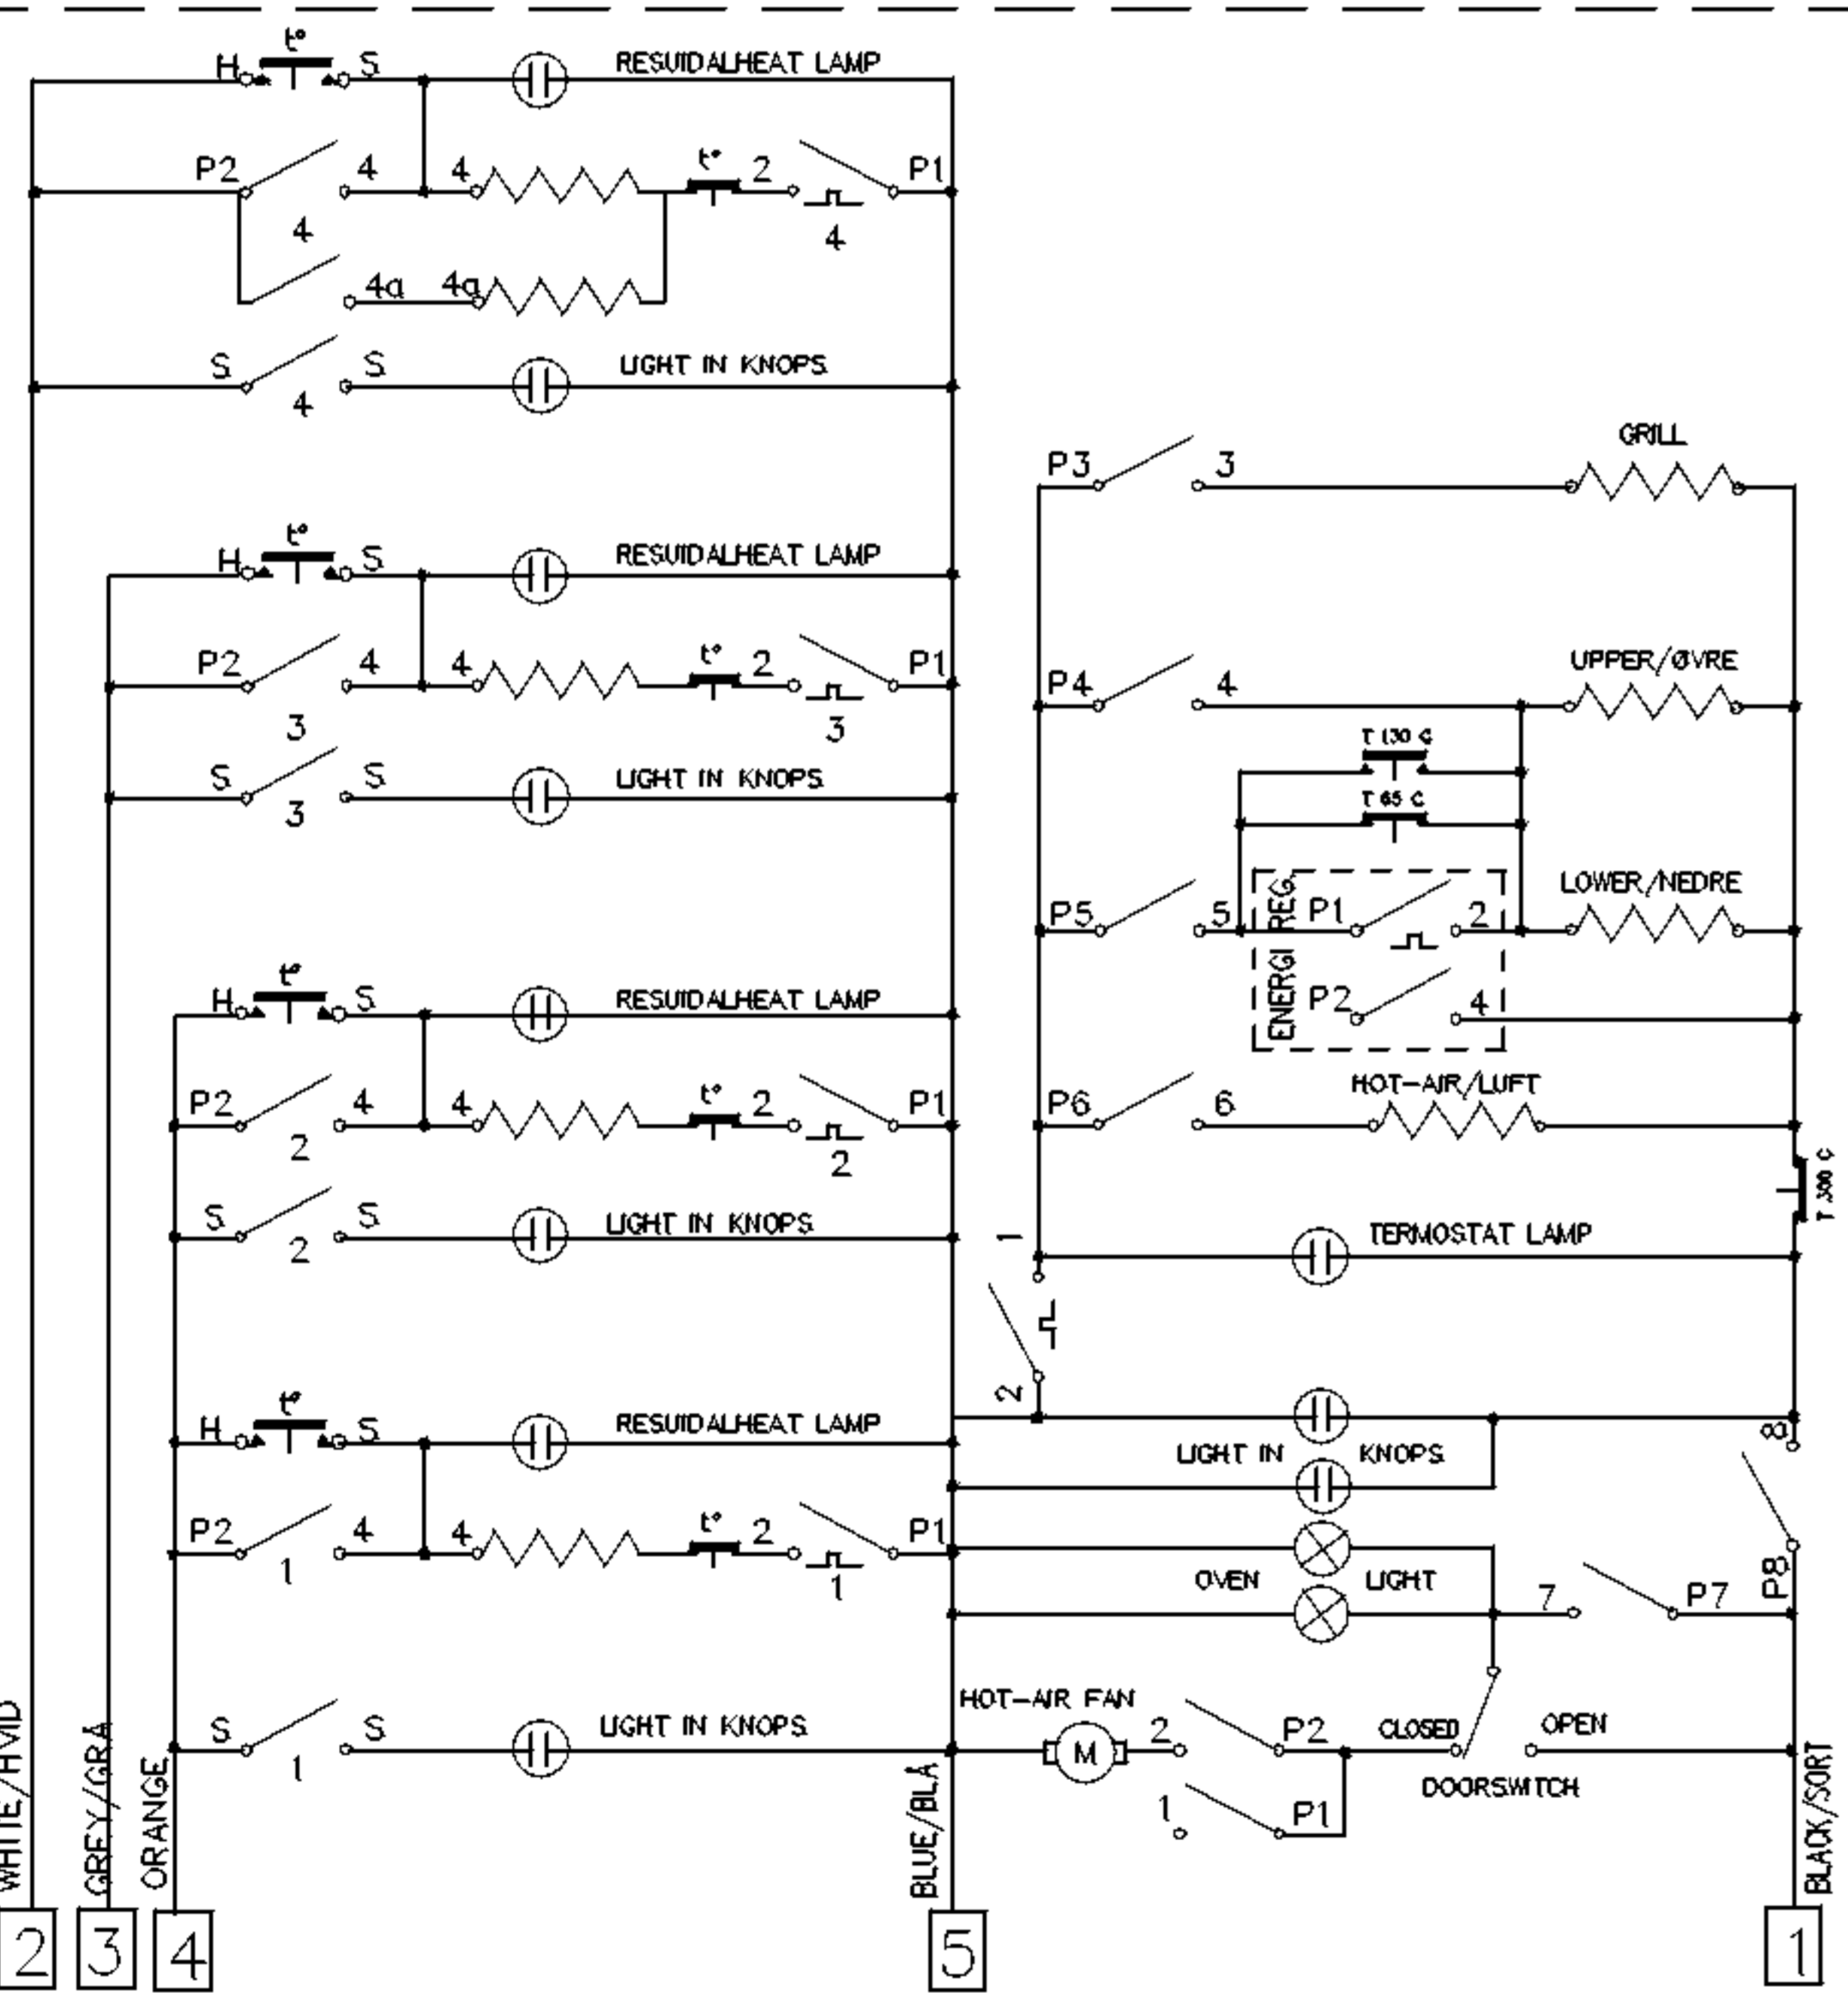 t°
H S RESUIDALHEAT LAMP
P2 4 4 t° 2 P1
4 4
4a 4a
S S LIGHT IN KNOPS
4
GRILL
P3 3
t°
H S RESUIDALHEAT LAMP
P2 4 4 t° 2 P1
3 3
UPPER/ØVRE
P4 4
T 130 C
S S LIGHT IN KNOPS
3
T 65 C
LOWER/NEDRE
P5 5 P1 2
ENERGI REG
P2 4
t°
H S RESUIDALHEAT LAMP
HOT-AIR/LUFT
P2 4 4 t° 2 P1
2 2
P6 6
T 300 C
S S LIGHT IN KNOPS
2
TERMOSTAT LAMP
1
2
8
t°
H S RESUIDALHEAT LAMP
LIGHT IN KNOPS
P2 4 4 t° 2 P1
1 1
P8
OVEN LIGHT
7 P7
S S LIGHT IN KNOPS
1
HOT-AIR FAN
M 2 P2 CLOSED OPEN
DOORSWITCH
1 P1
WHITE/HVID
GREY/GRÅ
ORANGE
BLUE/BLÅ
BLACK/SORT
2 3 4 5 1